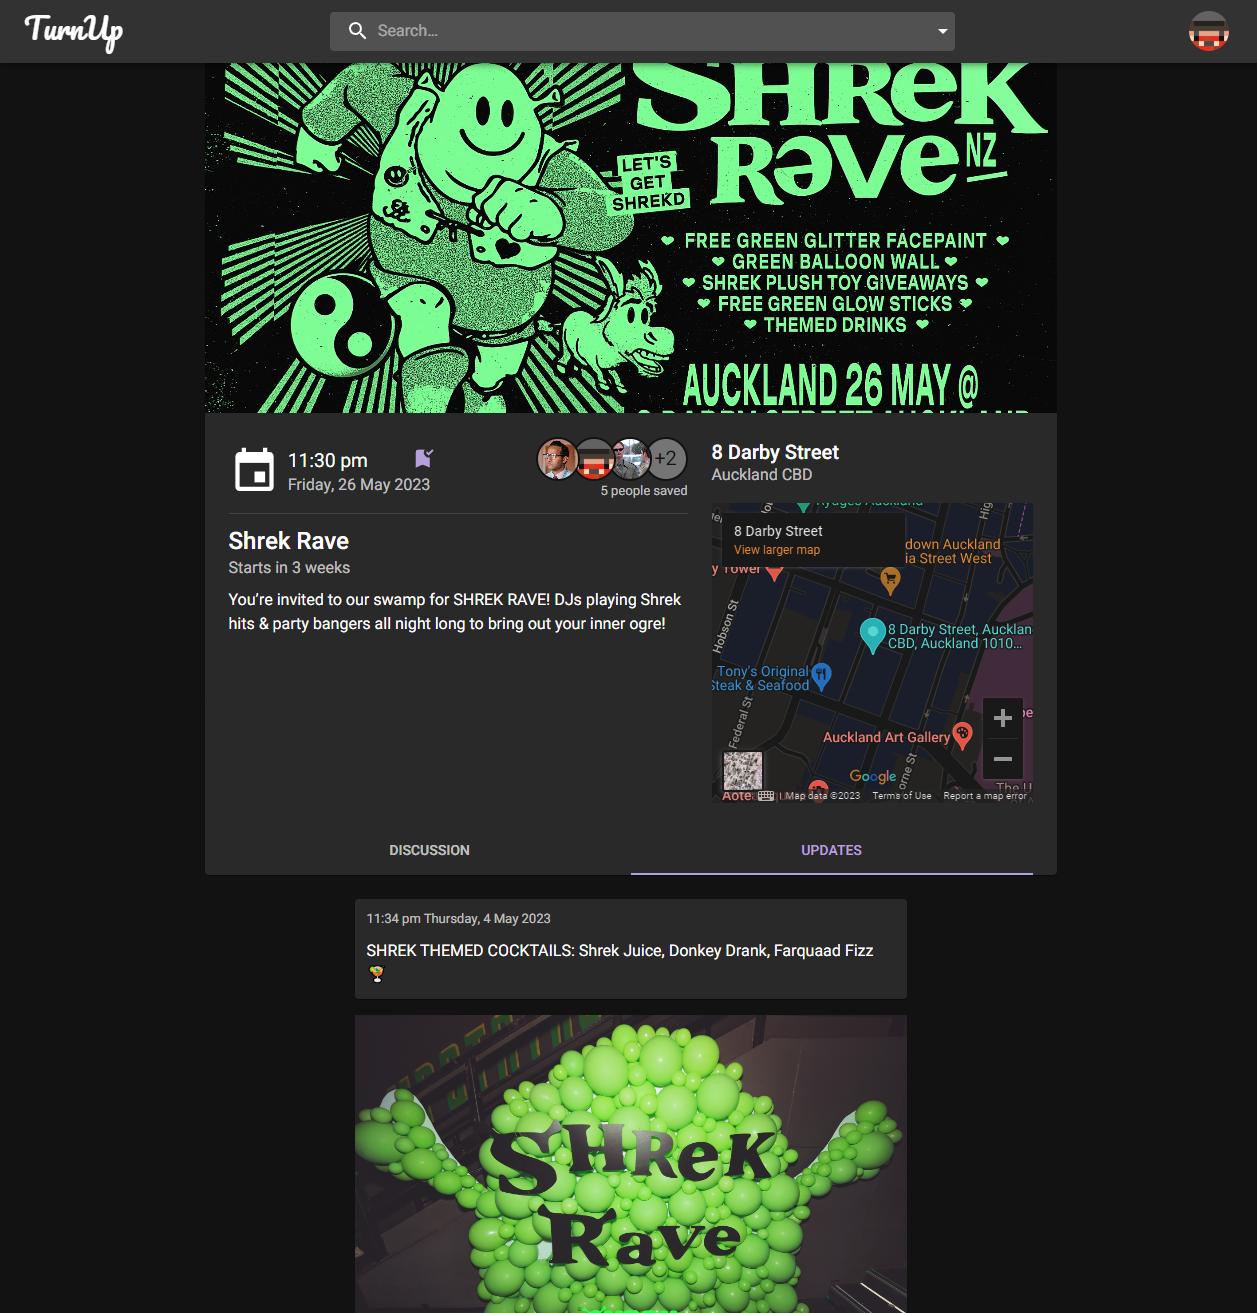 TurnUp
Search...
SHReK
RaVe NZ
LET'S
GET
SHREKD
FREE GREEN GLITTER FACEPAINT
GREEN BALLOON WALL
SHREK PLUSH TOY GIVEAWAYS
FREE GREEN GLOW STICKS
THEMED DRINKS
AUCKLAND 26 MAY @
11:30 pm
Friday, 26 May 2023
+2
5 people saved
Shrek Rave
Starts in 3 weeks
You’re invited to our swamp for SHREK RAVE! DJs playing Shrek
hits & party bangers all night long to bring out your inner ogre!
8 Darby Street
Auckland CBD
8 Darby Street
View larger map
down Auckland
ia Street West
y Tower
Hobson St
8 Darby Street, Aucklan
CBD, Auckland 1010...
Tony's Original
Steak & Seafood
Federal St
Auckland Art Gallery
orne St
Google
The U
Aote
Map data ©2023
Terms of Use
Report a map error
DISCUSSION
UPDATES
11:34 pm Thursday, 4 May 2023
SHREK THEMED COCKTAILS: Shrek Juice, Donkey Drank, Farquaad Fizz
🍹
SHReK
Rave